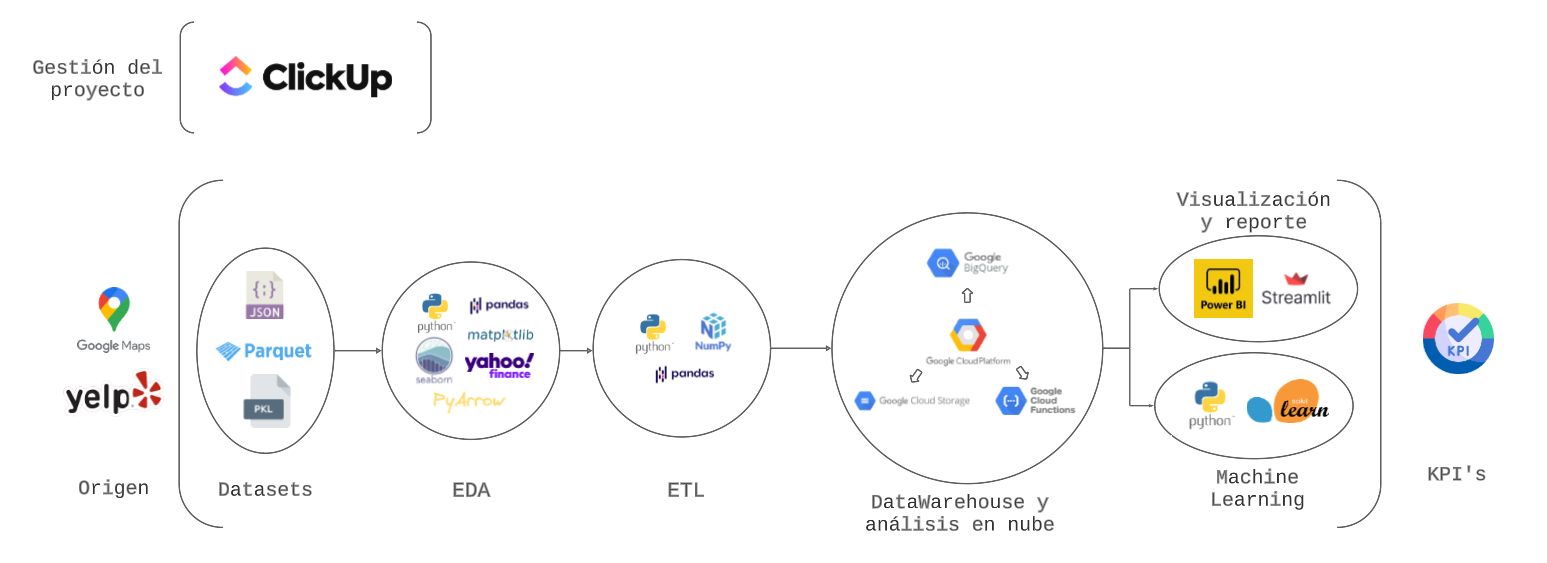 Gestión del
proyecto
ClickUp
Google Maps
yelp
Origen
{;}
JSON
Parquet
PKL
Datasets
python
pandas
matplotlib
seaborn
yahoo!
finance
PyArrow
EDA
python
NumPy
pandas
ETL
Google
BigQuery
Google Cloud Platform
Google Cloud Storage
Google
Cloud
Functions
DataWarehouse y
análisis en nube
Visualización
y reporte
Power BI
Streamlit
python
scikit
learn
Machine
Learning
KPI
KPI's